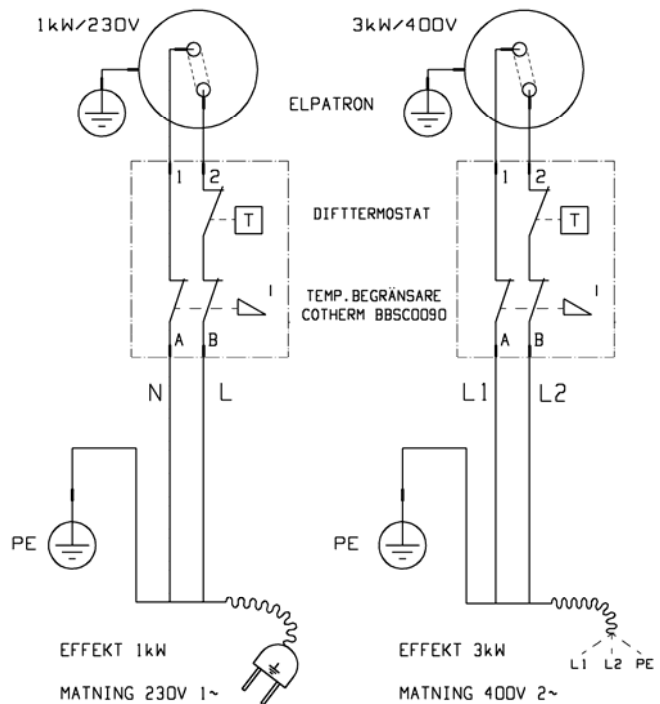 1kW/230V
3kW/400V
ELPATRON
1 2
1 2
T
DIFTTERMOSTAT
T
I
TEMP.BEGRÄNSARE
COTHERM BBSC0090
I
A B
A B
N L
L1 L2
PE
PE
EFFEKT 1kW
EFFEKT 3kW
L1 L2 PE
MATNING 230V 1~
MATNING 400V 2~